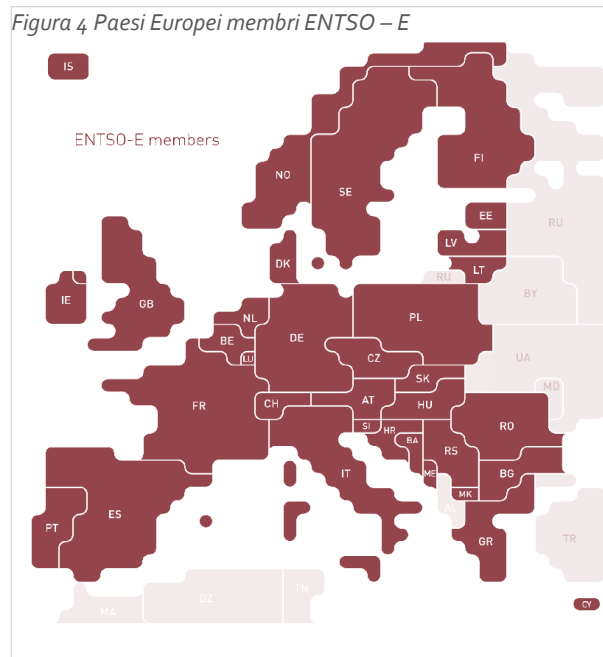 Figura 4 Paesi Europei membri ENTSO – E
IS
ENTSO-E members
FI
NO
SE
RU
EE
LV
DK
LT
RU
IE
GB
BY
NL
PL
BE
DE
LU
CZ
UA
SK
MD
FR
CH
AT
HU
SI
HR
RO
BA
RS
IT
ME
BG
MK
AL
PT
ES
GR
TR
TN
DZ
MA
CY